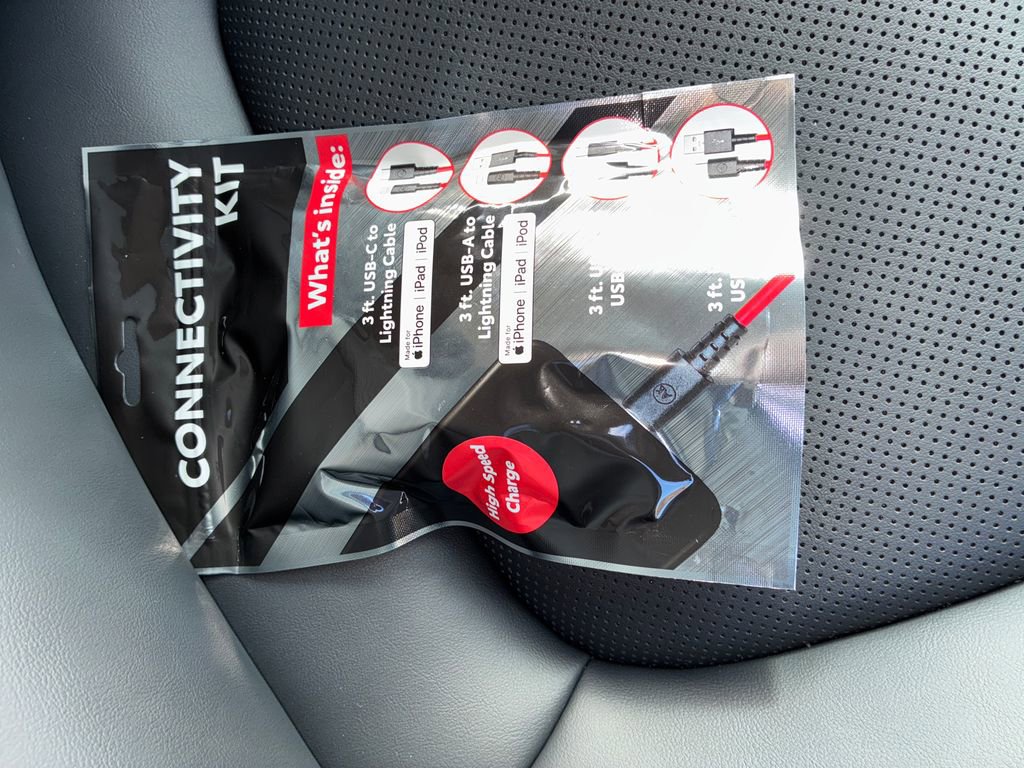 CONNECTIVITY
KIT
What's inside:
3 ft. USB-C to
Lightning Cable
Made for
iPhone | iPad | iPod
3 ft. USB-A to
Lightning Cable
Made for
iPhone | iPad | iPod
3 ft.
USB
3 ft.
High Speed
Charge